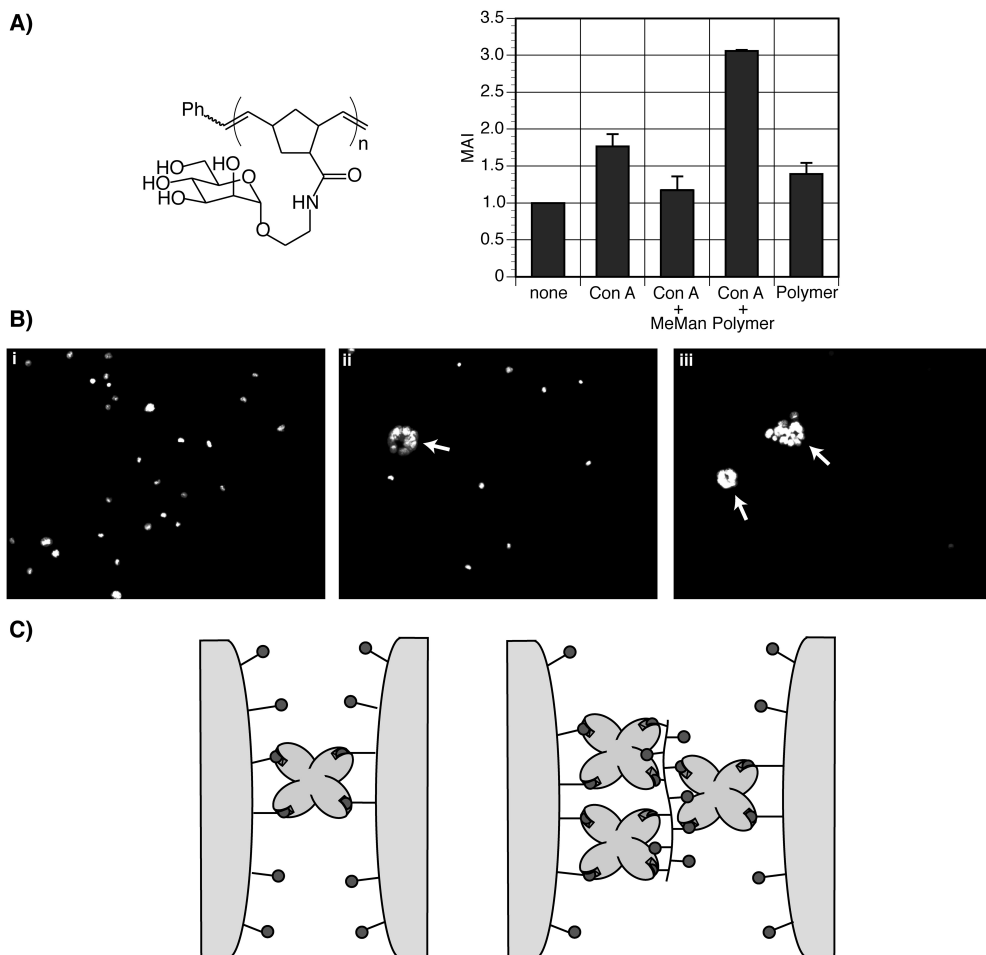 A)
Ph
n
HO
HO
O
HO
HO
O
HN
O
3.5
3.0
2.5
2.0
1.5
1.0
0.5
0
MAI
none
Con A
Con A
+
MeMan
Con A
+
Polymer
Polymer
B)
i
ii
iii
C)